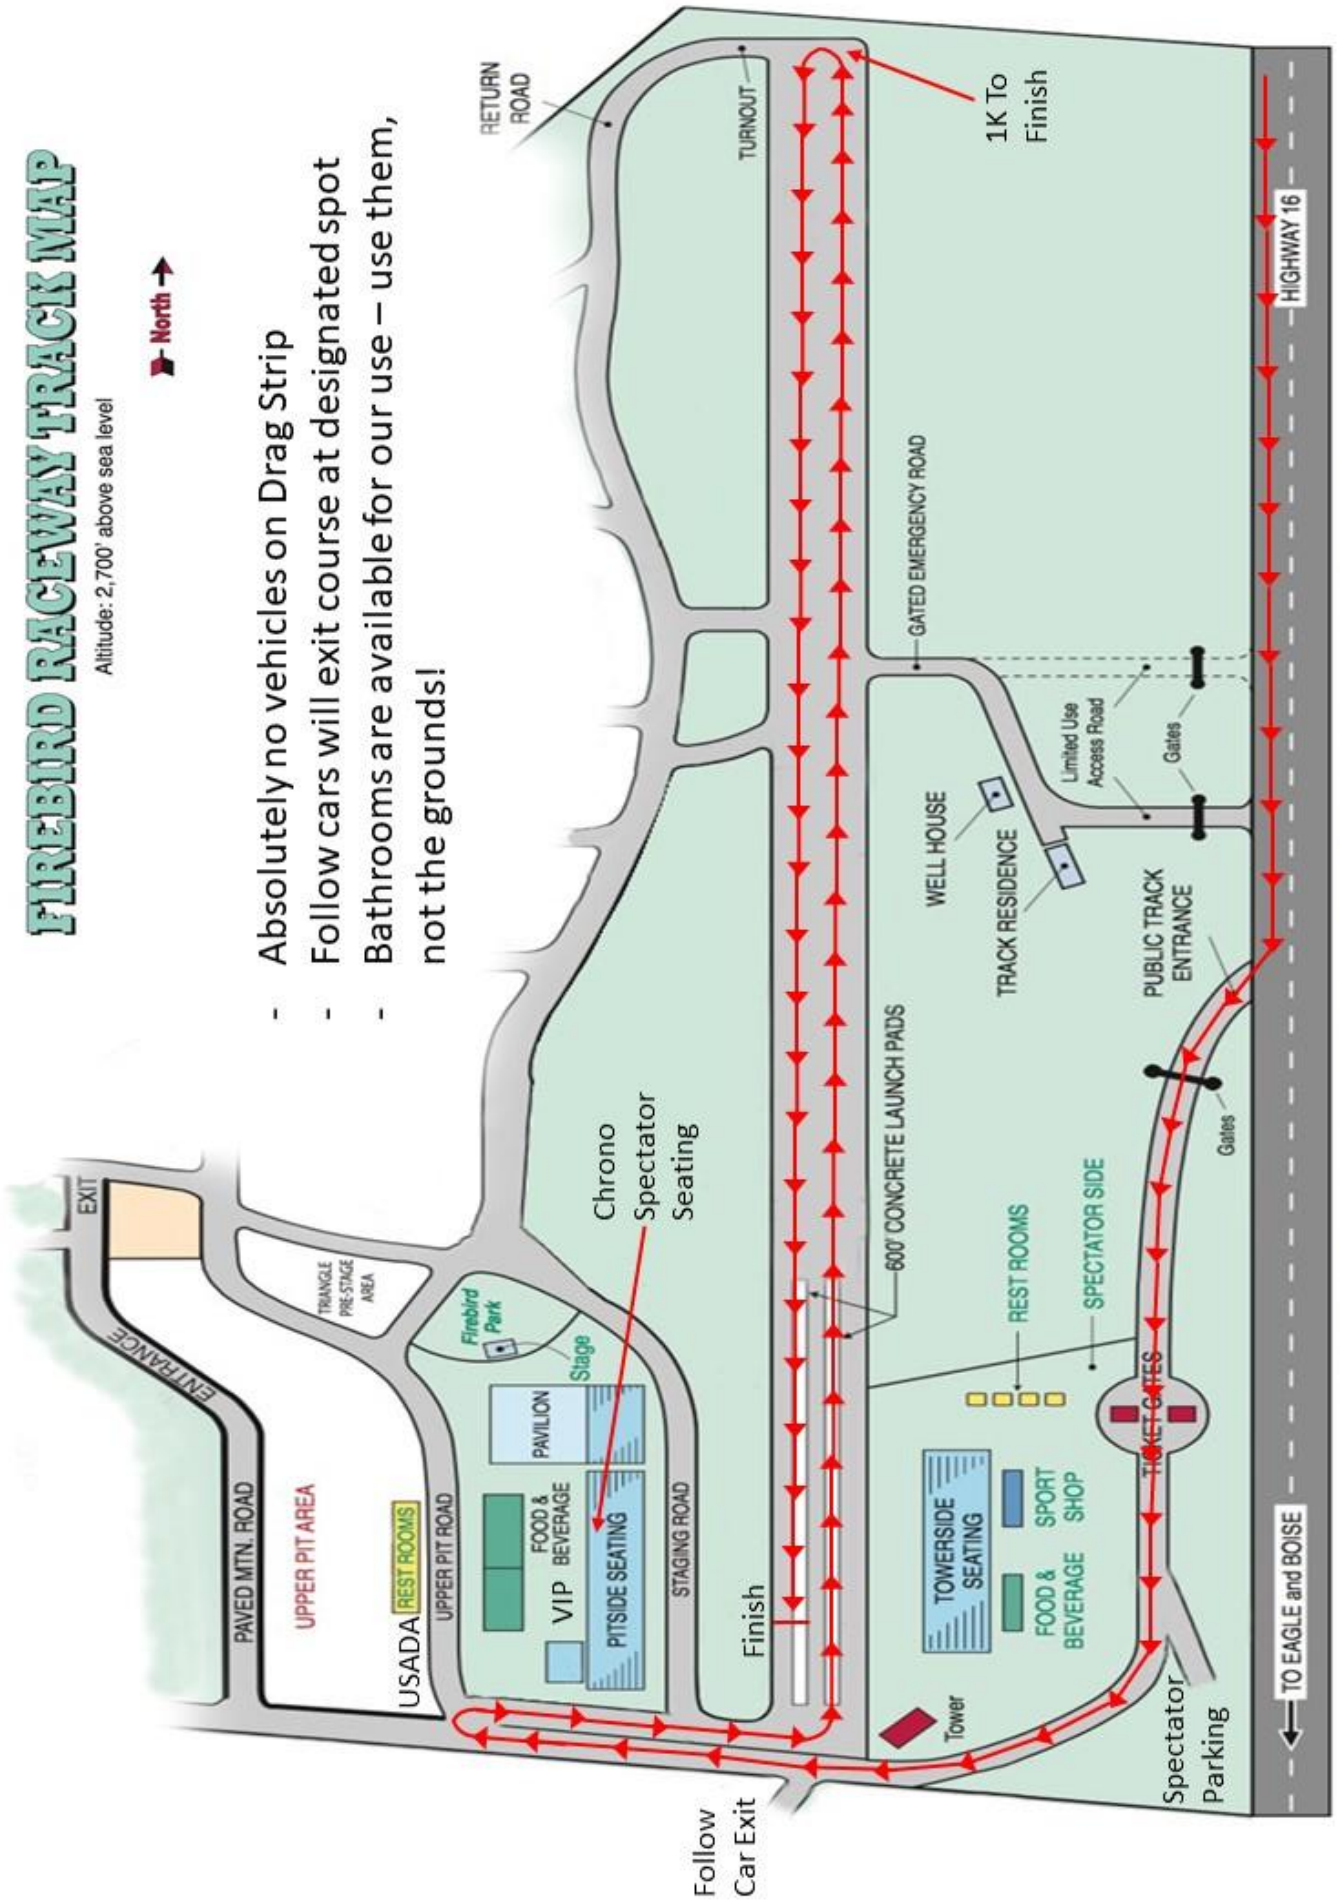 FIREBIRD RACEWAY TRACK MAP
Altitude: 2,700' above sea level
North
- Absolutely no vehicles on Drag Strip
- Follow cars will exit course at designated spot
- Bathrooms are available for our use – use them,
not the grounds!
EXIT
ENTRANCE
PAVED MTN. ROAD
UPPER PIT AREA
TRIANGLE
PRE-STAGE
AREA
USADA
REST ROOMS
UPPER PIT ROAD
Firebird
Park
Stage
PAVILION
FOOD &
BEVERAGE
VIP
PITSIDE SEATING
Chrono
Spectator
Seating
STAGING ROAD
RETURN
ROAD
TURNOUT
1K To
Finish
Finish
Follow
Car Exit
600' CONCRETE LAUNCH PADS
GATED EMERGENCY ROAD
WELL HOUSE
TRACK RESIDENCE
Limited Use
Access Road
Gates
PUBLIC TRACK
ENTRANCE
Gates
REST ROOMS
SPECTATOR SIDE
TICKET GATES
TOWERSIDE
SEATING
SPORT
SHOP
FOOD &
BEVERAGE
Tower
Spectator
Parking
HIGHWAY 16
TO EAGLE and BOISE